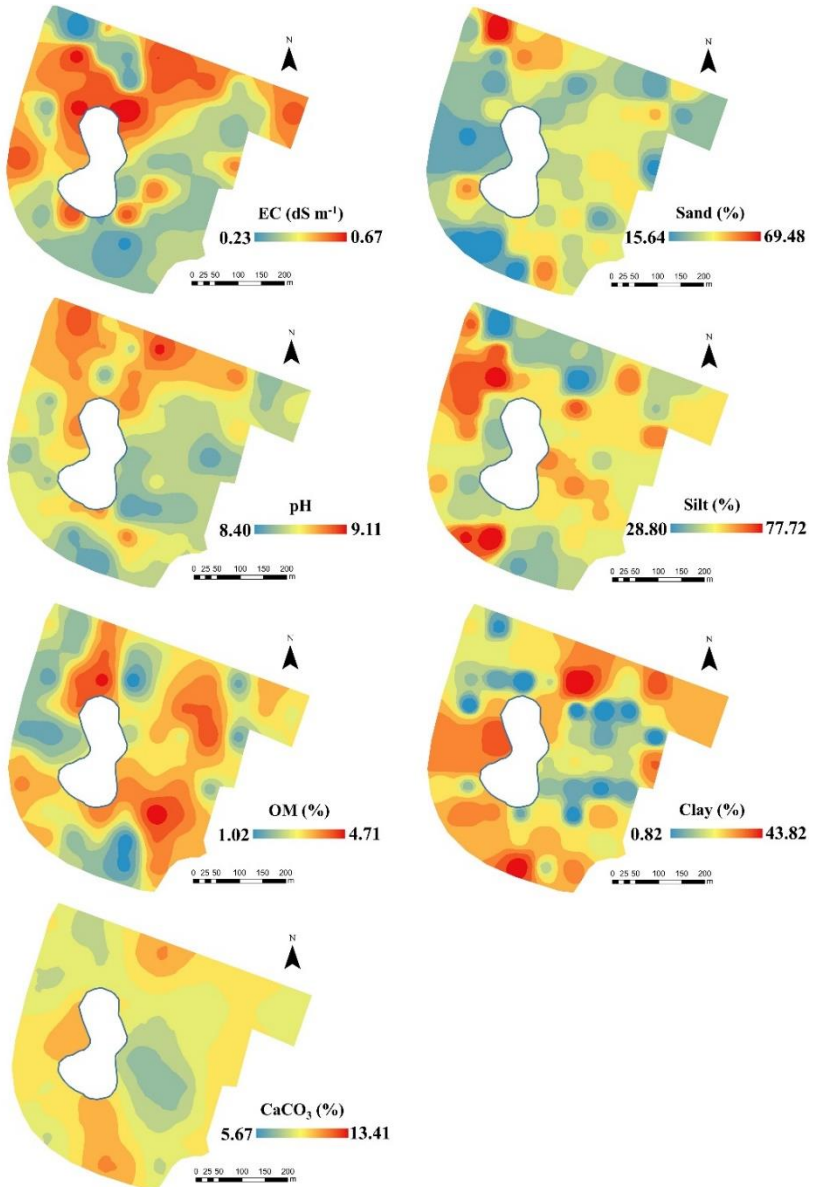 N
EC (dS m⁻¹)
0.23 0.67
0 25 50 100 150 200
m
N
Sand (%)
15.64 69.48
0 25 50 100 150 200
m
N
pH
8.40 9.11
0 25 50 100 150 200
m
N
Silt (%)
28.80 77.72
0 25 50 100 150 200
m
N
OM (%)
1.02 4.71
0 25 50 100 150 200
m
N
Clay (%)
0.82 43.82
0 25 50 100 150 200
m
N
CaCO₃ (%)
5.67 13.41
0 25 50 100 150 200
m